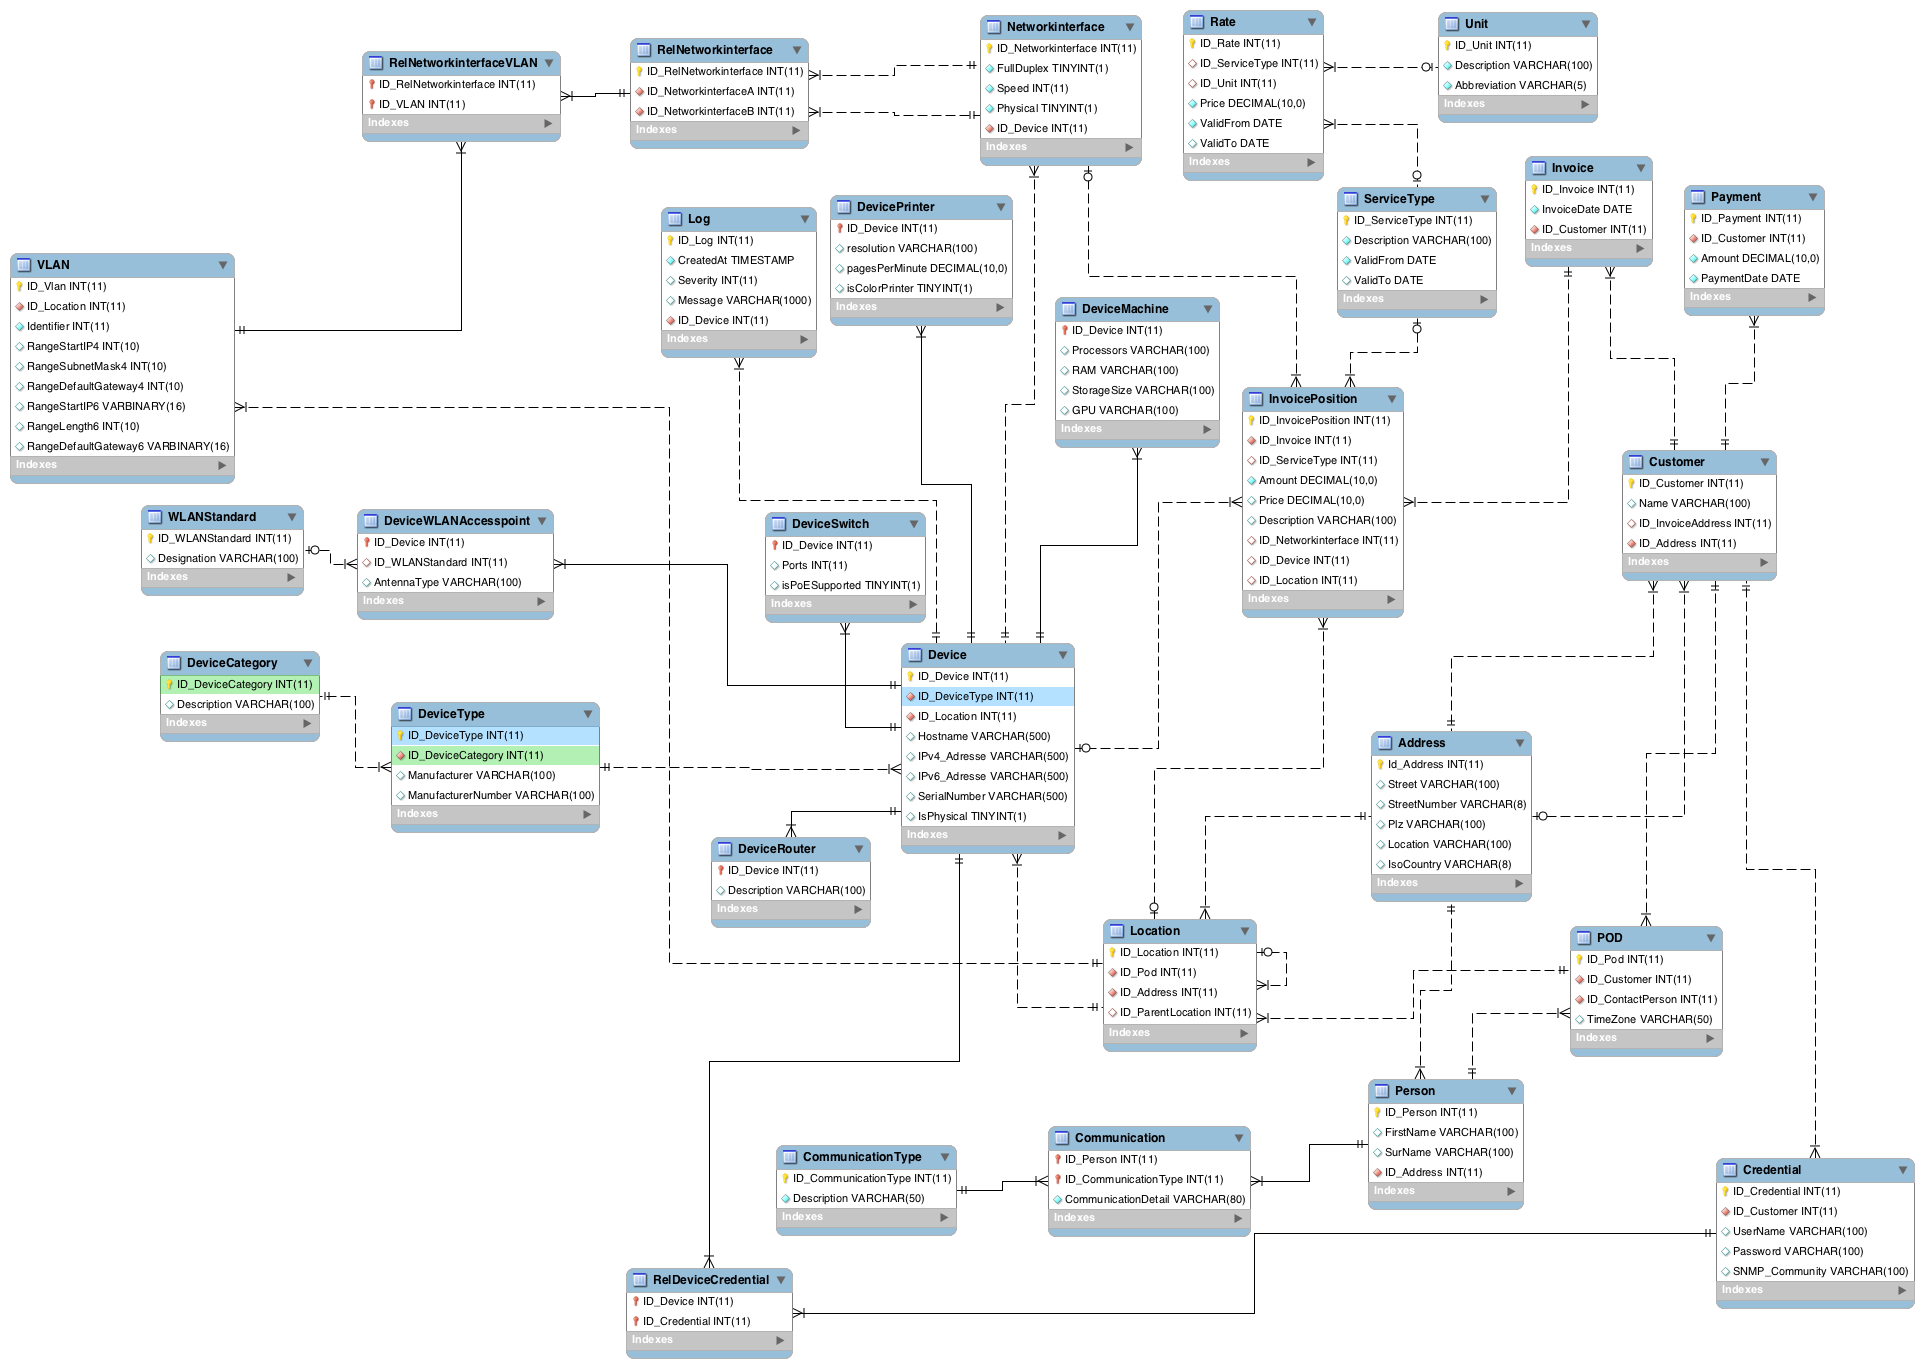 RelNetworkinterfaceVLAN
ID_RelNetworkinterface INT(11)
ID_VLAN INT(11)
Indexes
RelNetworkinterface
ID_RelNetworkinterface INT(11)
ID_NetworkinterfaceA INT(11)
ID_NetworkinterfaceB INT(11)
Indexes
Networkinterface
ID_Networkinterface INT(11)
FullDuplex TINYINT(1)
Speed INT(11)
Physical TINYINT(1)
ID_Device INT(11)
Indexes
Rate
ID_Rate INT(11)
ID_ServiceType INT(11)
ID_Unit INT(11)
Price DECIMAL(10,0)
ValidFrom DATE
ValidTo DATE
Indexes
Unit
ID_Unit INT(11)
Description VARCHAR(100)
Abbreviation VARCHAR(5)
Indexes
Invoice
ID_Invoice INT(11)
InvoiceDate DATE
ID_Customer INT(11)
Indexes
Payment
ID_Payment INT(11)
ID_Customer INT(11)
Amount DECIMAL(10,0)
PaymentDate DATE
Indexes
ServiceType
ID_ServiceType INT(11)
Description VARCHAR(100)
ValidFrom DATE
ValidTo DATE
Indexes
DevicePrinter
ID_Device INT(11)
resolution VARCHAR(100)
pagesPerMinute DECIMAL(10,0)
isColorPrinter TINYINT(1)
Indexes
Log
ID_Log INT(11)
CreatedAt TIMESTAMP
Severity INT(11)
Message VARCHAR(1000)
ID_Device INT(11)
Indexes
VLAN
ID_Vlan INT(11)
ID_Location INT(11)
Identifier INT(11)
RangeStartIP4 INT(10)
RangeSubnetMask4 INT(10)
RangeDefaultGateway4 INT(10)
RangeStartIP6 VARBINARY(16)
RangeLength6 INT(10)
RangeDefaultGateway6 VARBINARY(16)
Indexes
DeviceMachine
ID_Device INT(11)
Processors VARCHAR(100)
RAM VARCHAR(100)
StorageSize VARCHAR(100)
GPU VARCHAR(100)
Indexes
InvoicePosition
ID_InvoicePosition INT(11)
ID_Invoice INT(11)
ID_ServiceType INT(11)
Amount DECIMAL(10,0)
Price DECIMAL(10,0)
Description VARCHAR(100)
ID_Networkinterface INT(11)
ID_Device INT(11)
ID_Location INT(11)
Indexes
Customer
ID_Customer INT(11)
Name VARCHAR(100)
ID_InvoiceAddress INT(11)
ID_Address INT(11)
Indexes
WLANStandard
ID_WLANStandard INT(11)
Designation VARCHAR(100)
Indexes
DeviceWLANAccesspoint
ID_Device INT(11)
ID_WLANStandard INT(11)
AntennaType VARCHAR(100)
Indexes
DeviceSwitch
ID_Device INT(11)
Ports INT(11)
isPoESupported TINYINT(1)
Indexes
DeviceCategory
ID_DeviceCategory INT(11)
Description VARCHAR(100)
Indexes
DeviceType
ID_DeviceType INT(11)
ID_DeviceCategory INT(11)
Manufacturer VARCHAR(100)
ManufacturerNumber VARCHAR(100)
Indexes
Device
ID_Device INT(11)
ID_DeviceType INT(11)
ID_Location INT(11)
Hostname VARCHAR(500)
IPv4_Adresse VARCHAR(500)
IPv6_Adresse VARCHAR(500)
SerialNumber VARCHAR(500)
IsPhysical TINYINT(1)
Indexes
Address
Id_Address INT(11)
Street VARCHAR(100)
StreetNumber VARCHAR(8)
Plz VARCHAR(100)
Location VARCHAR(100)
IsoCountry VARCHAR(8)
Indexes
DeviceRouter
ID_Device INT(11)
Description VARCHAR(100)
Indexes
Location
ID_Location INT(11)
ID_Pod INT(11)
ID_Address INT(11)
ID_ParentLocation INT(11)
Indexes
POD
ID_Pod INT(11)
ID_Customer INT(11)
ID_ContactPerson INT(11)
TimeZone VARCHAR(50)
Indexes
Person
ID_Person INT(11)
FirstName VARCHAR(100)
SurName VARCHAR(100)
ID_Address INT(11)
Indexes
CommunicationType
ID_CommunicationType INT(11)
Description VARCHAR(50)
Indexes
Communication
ID_Person INT(11)
ID_CommunicationType INT(11)
CommunicationDetail VARCHAR(80)
Indexes
Credential
ID_Credential INT(11)
ID_Customer INT(11)
UserName VARCHAR(100)
Password VARCHAR(100)
SNMP_Community VARCHAR(100)
Indexes
RelDeviceCredential
ID_Device INT(11)
ID_Credential INT(11)
Indexes